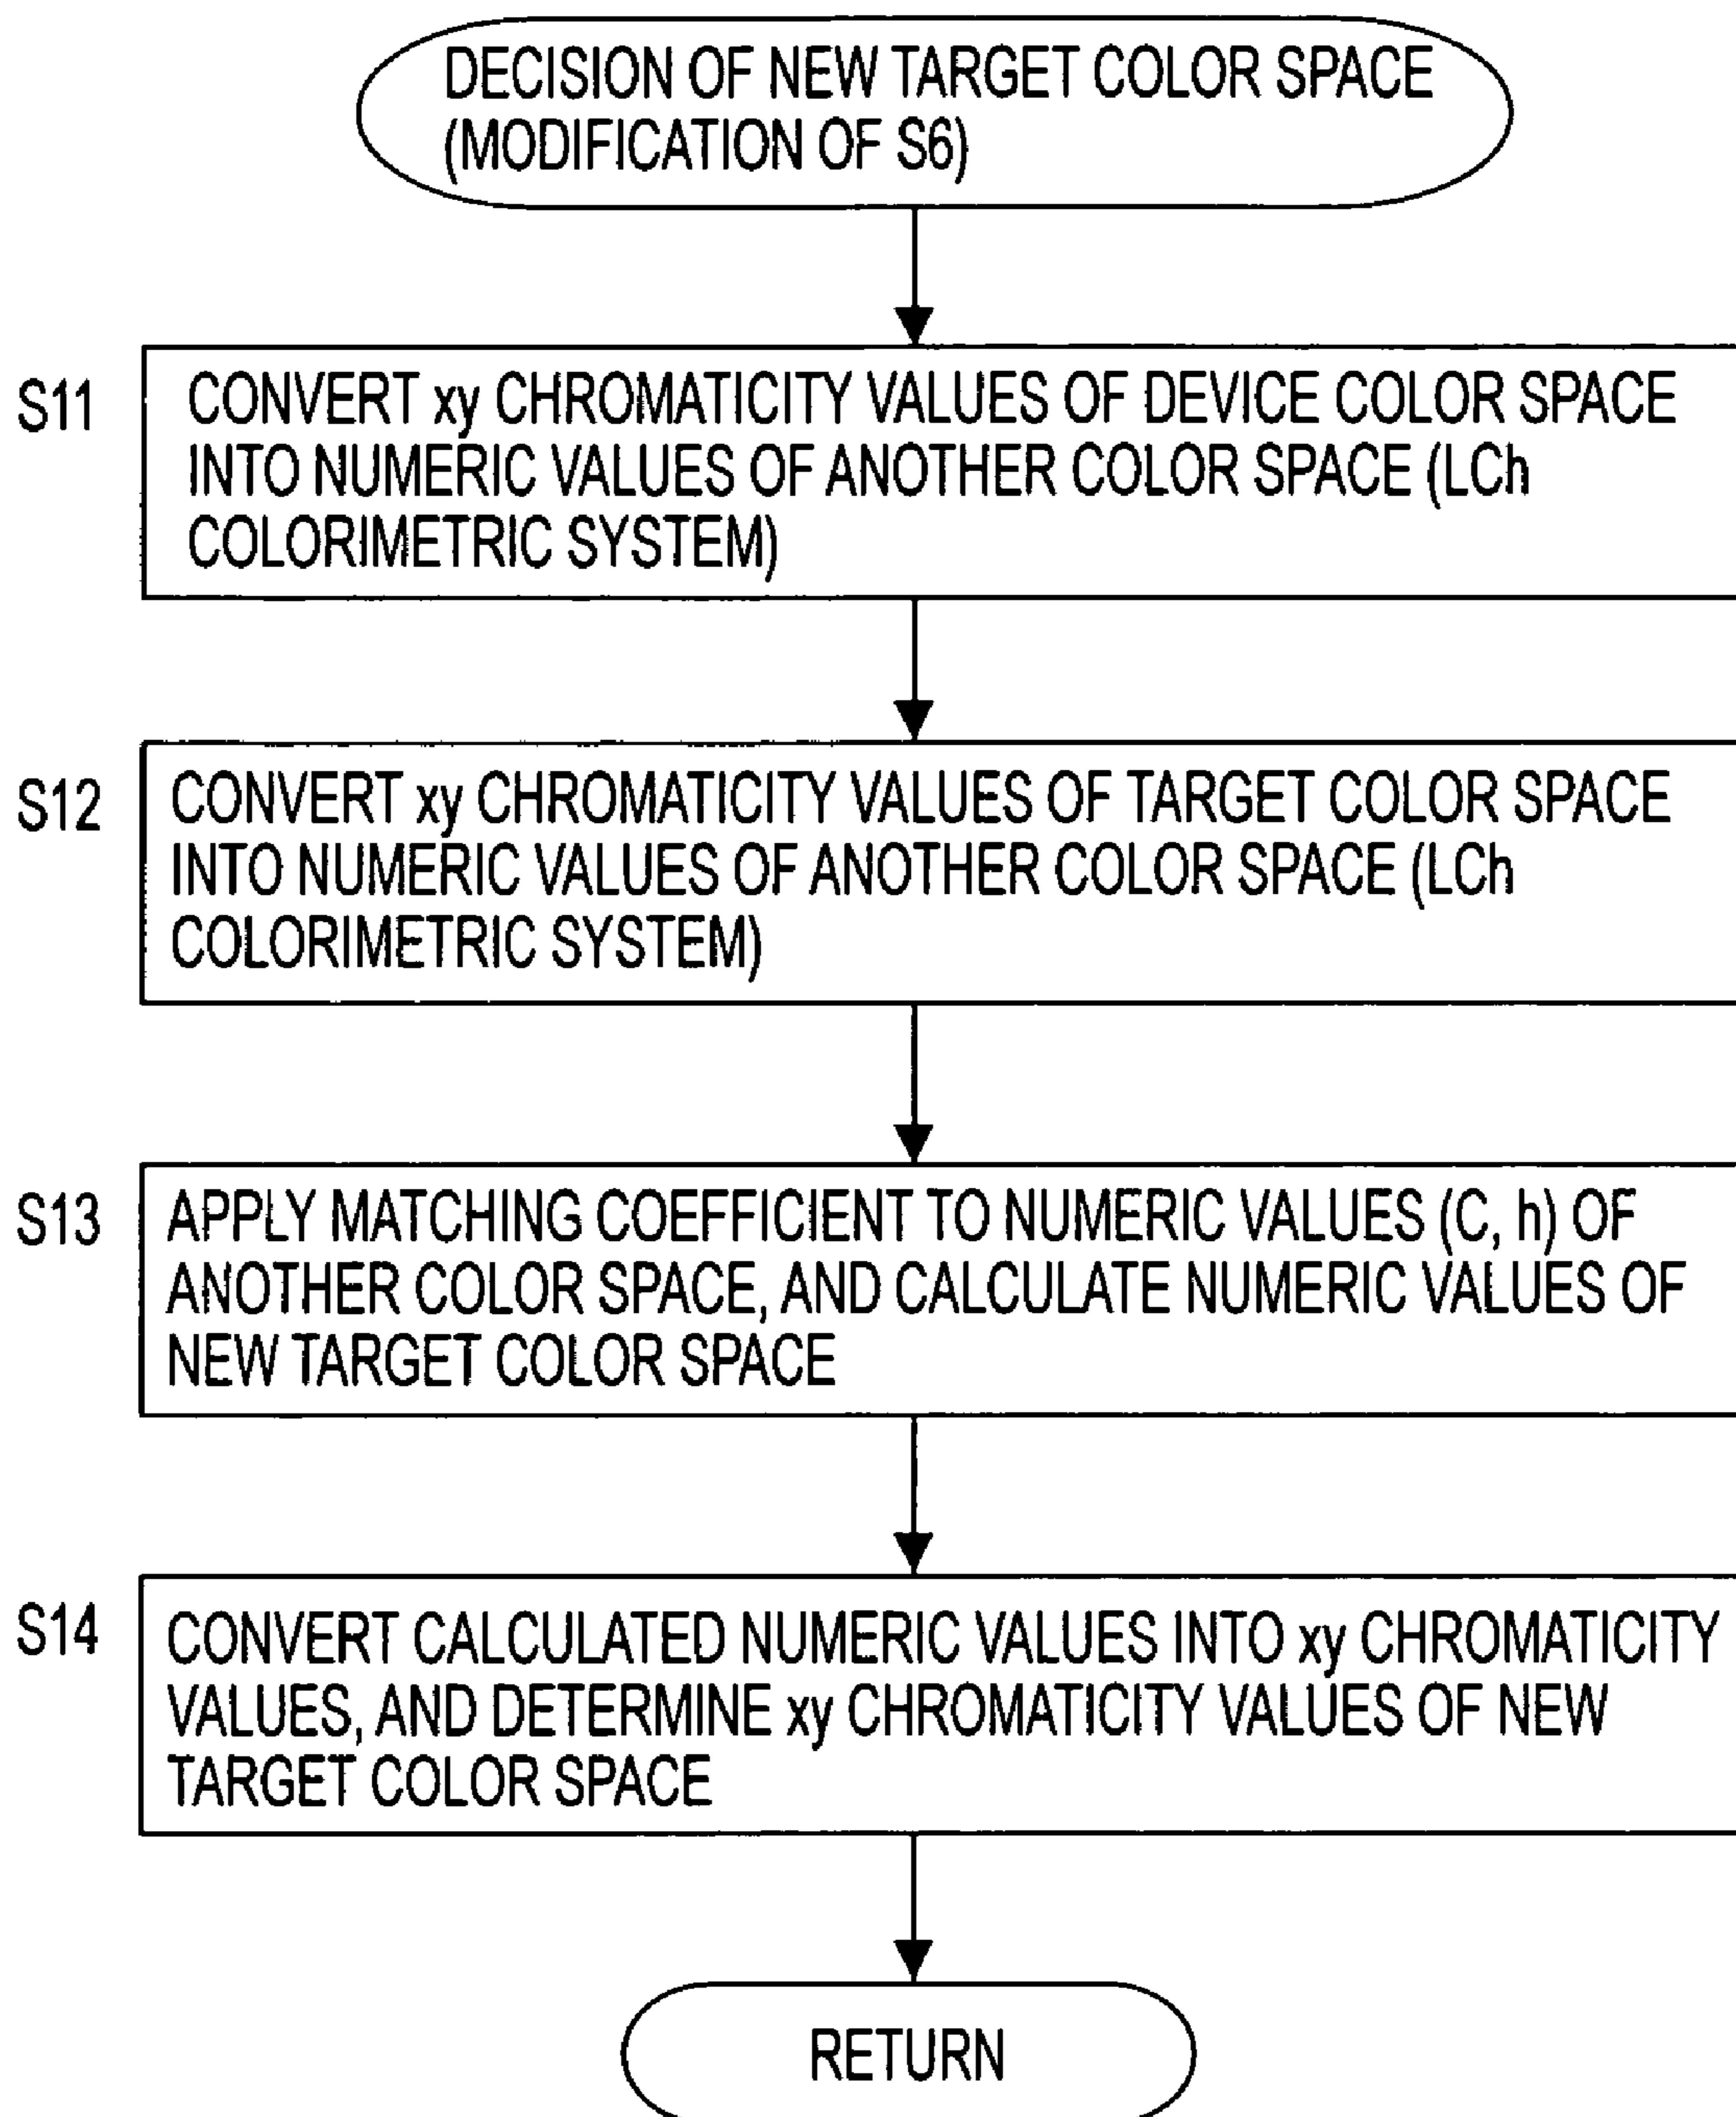 DECISION OF NEW TARGET COLOR SPACE
(MODIFICATION OF S6)
S11
CONVERT xy CHROMATICITY VALUES OF DEVICE COLOR SPACE
INTO NUMERIC VALUES OF ANOTHER COLOR SPACE (LCh
COLORIMETRIC SYSTEM)
S12
CONVERT xy CHROMATICITY VALUES OF TARGET COLOR SPACE
INTO NUMERIC VALUES OF ANOTHER COLOR SPACE (LCh
COLORIMETRIC SYSTEM)
S13
APPLY MATCHING COEFFICIENT TO NUMERIC VALUES (C, h) OF
ANOTHER COLOR SPACE, AND CALCULATE NUMERIC VALUES OF
NEW TARGET COLOR SPACE
S14
CONVERT CALCULATED NUMERIC VALUES INTO xy CHROMATICITY
VALUES, AND DETERMINE xy CHROMATICITY VALUES OF NEW
TARGET COLOR SPACE
RETURN